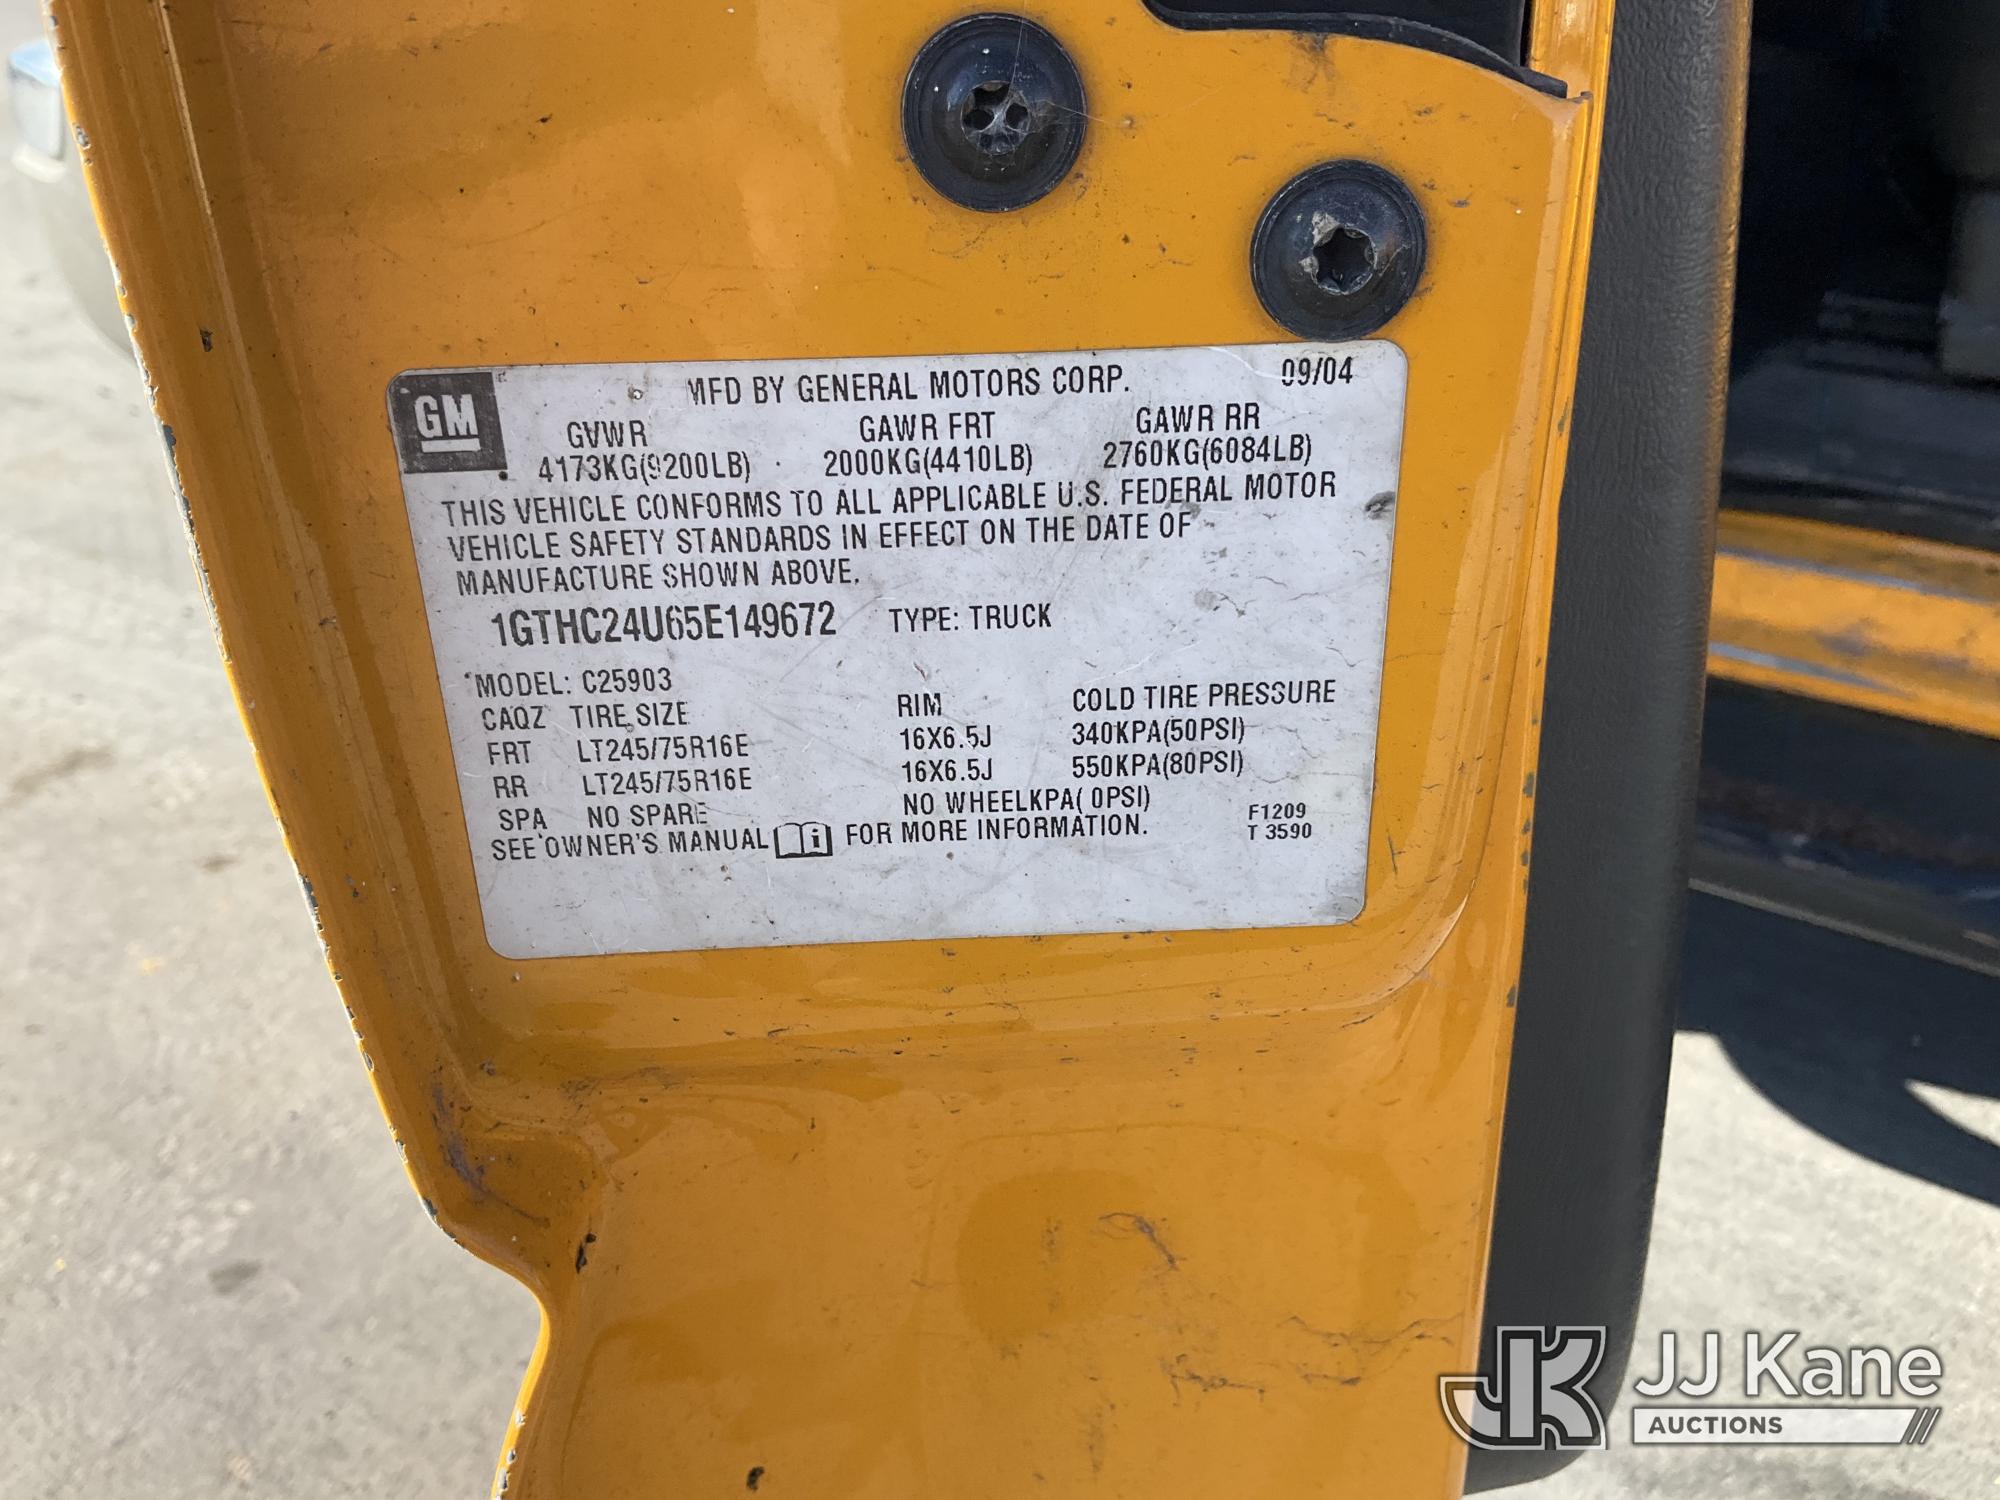 GM
MFD BY GENERAL MOTORS CORP. 09/04
GVWR GAWR FRT GAWR RR
4173KG(9200LB) 2000KG(4410LB) 2760KG(6084LB)
THIS VEHICLE CONFORMS TO ALL APPLICABLE U.S. FEDERAL MOTOR
VEHICLE SAFETY STANDARDS IN EFFECT ON THE DATE OF
MANUFACTURE SHOWN ABOVE.
1GTHC24U65E149672 TYPE: TRUCK
MODEL: C25903
CAQZ TIRE SIZE RIM COLD TIRE PRESSURE
FRT LT245/75R16E 16X6.5J 340KPA(50PSI)
RR LT245/75R16E 16X6.5J 550KPA(80PSI)
SPA NO SPARE NO WHEELKPA( 0PSI)
SEE OWNER'S MANUAL i FOR MORE INFORMATION.
F1209
T 3590
JK JJ Kane
AUCTIONS